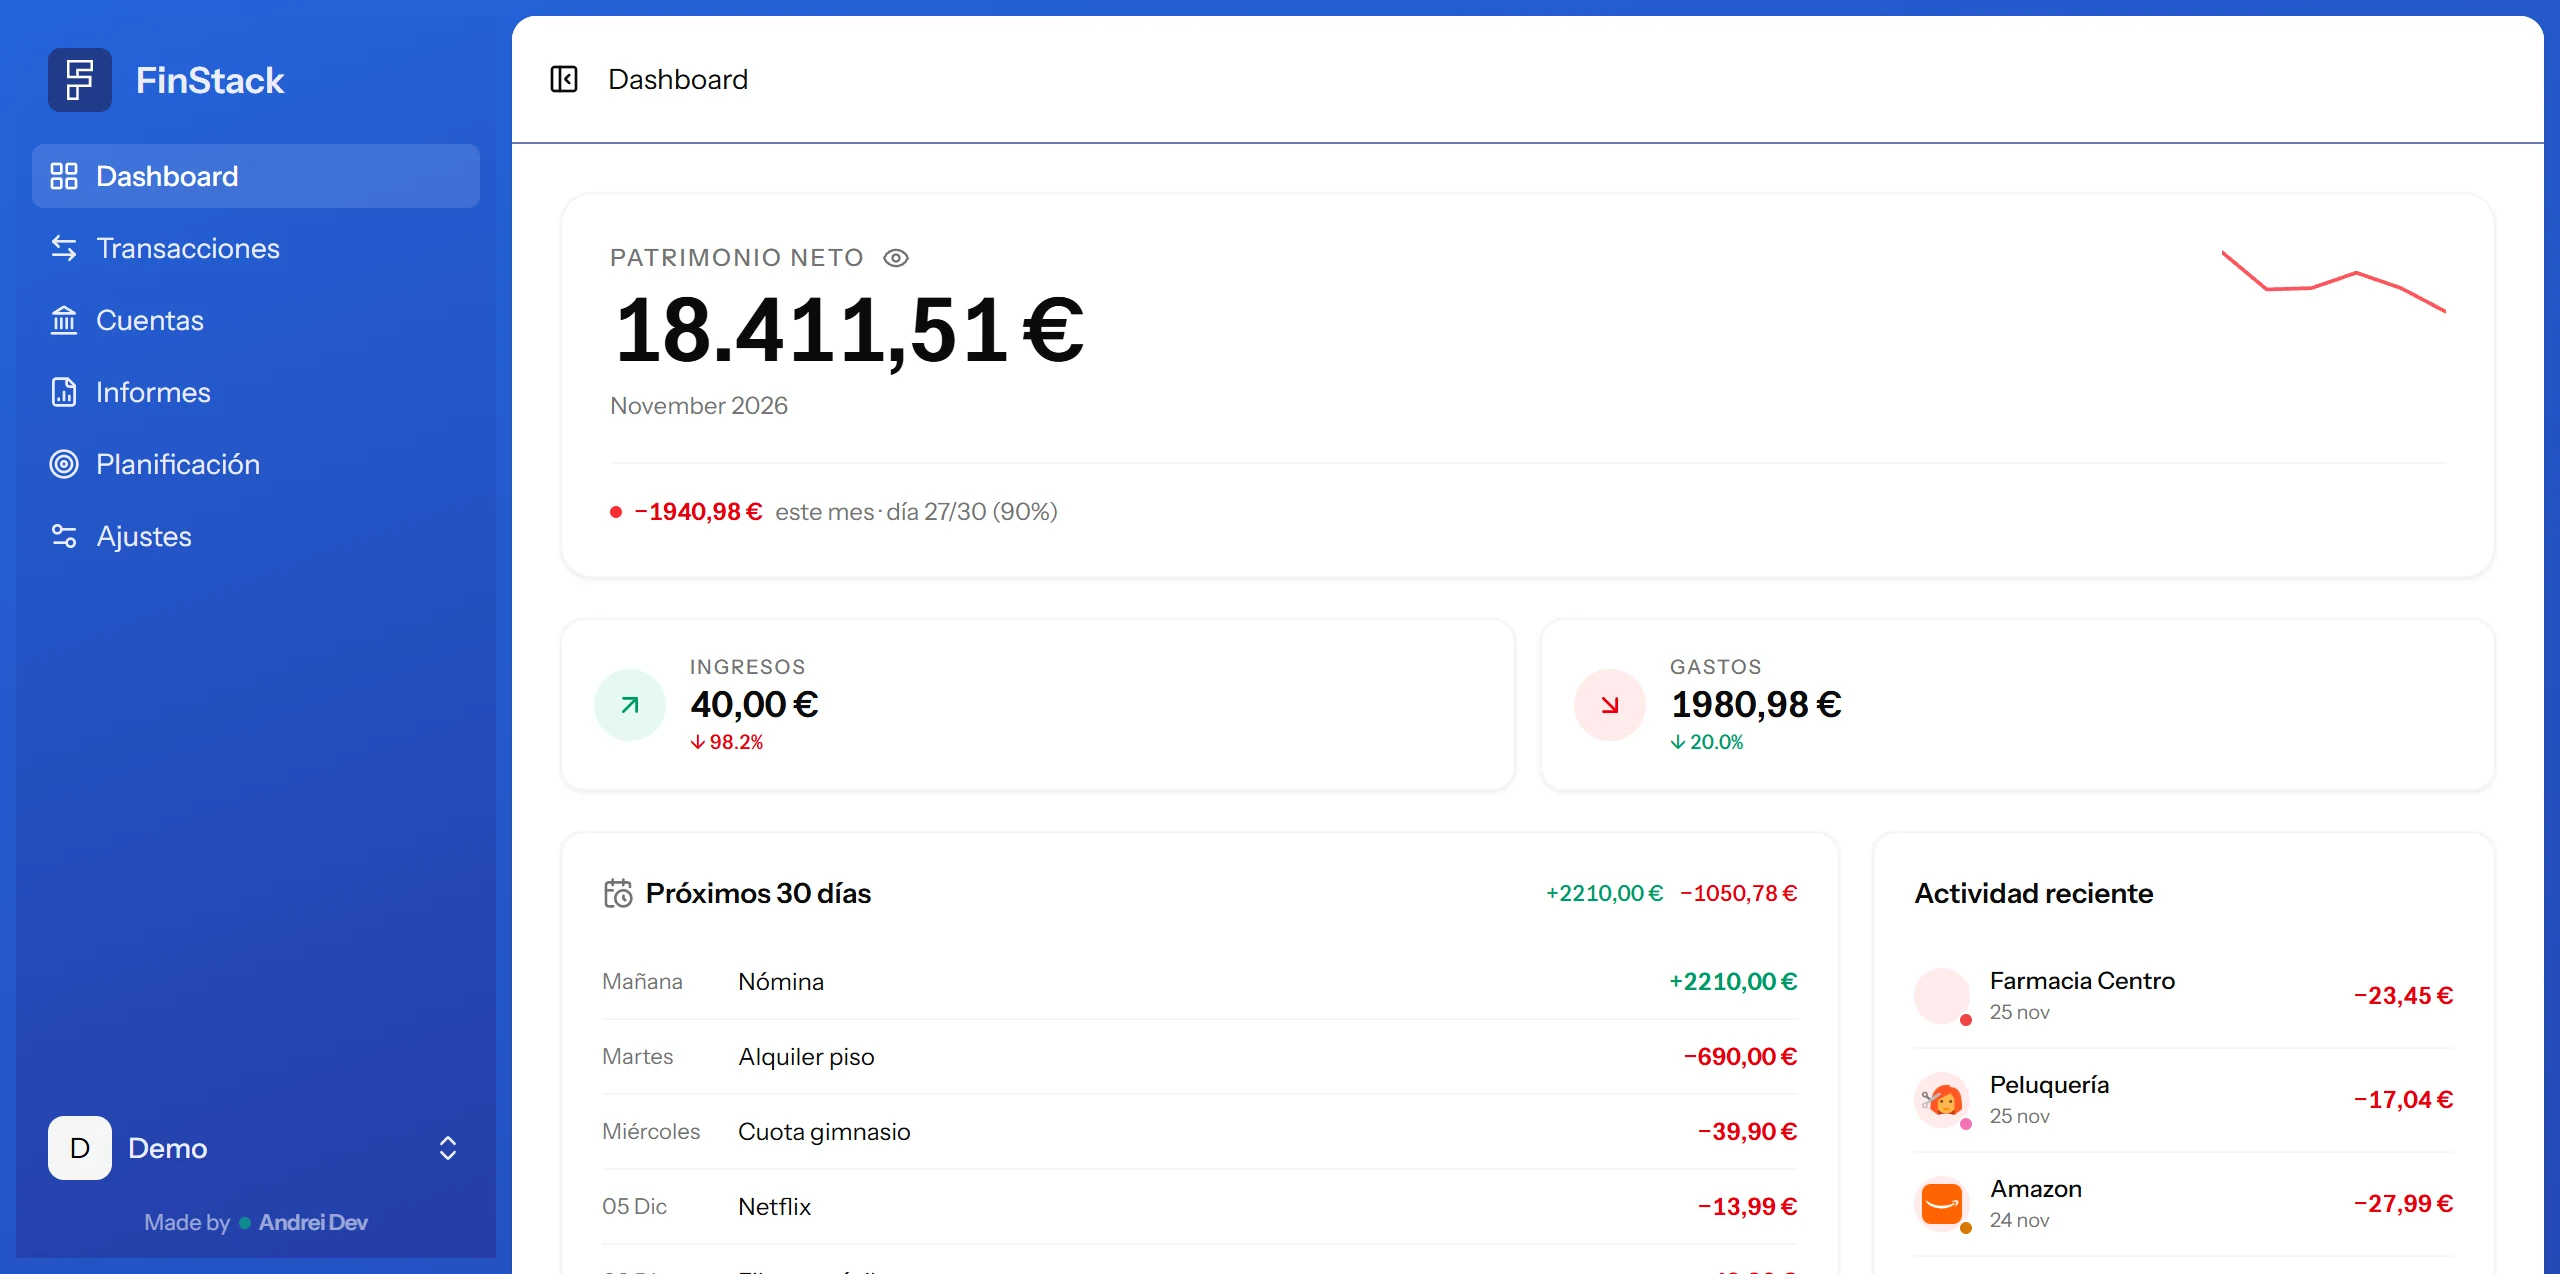 FinStack
Dashboard
Transacciones
Cuentas
Informes
Planificación
Ajustes
D Demo
Made by Andrei Dev
Dashboard
PATRIMONIO NETO
18.411,51 €
November 2026
−1940,98 € este mes · día 27/30 (90%)
INGRESOS
40,00 €
↓ 98.2%
GASTOS
1980,98 €
↓ 20.0%
Próximos 30 días +2210,00 € −1050,78 €
Mañana Nómina +2210,00 €
Martes Alquiler piso −690,00 €
Miércoles Cuota gimnasio −39,90 €
05 Dic Netflix −13,99 €
Actividad reciente
Farmacia Centro
25 nov
−23,45 €
Peluquería
25 nov
−17,04 €
Amazon
24 nov
−27,99 €